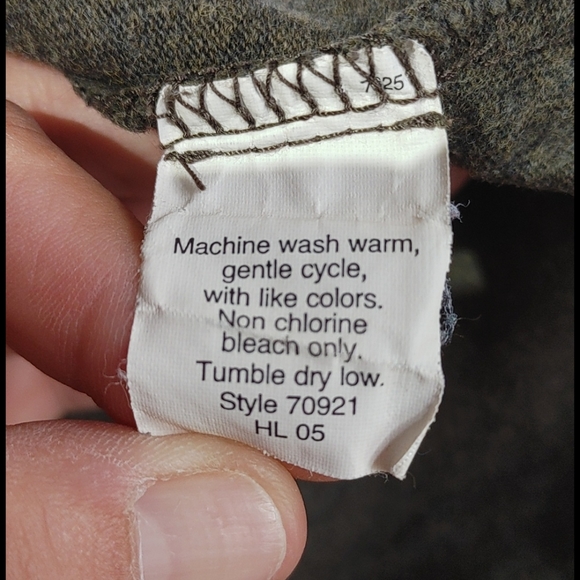 Machine wash warm,
gentle cycle,
with like colors.
Non chlorine
bleach only.
Tumble dry low.
Style 70921
HL 05